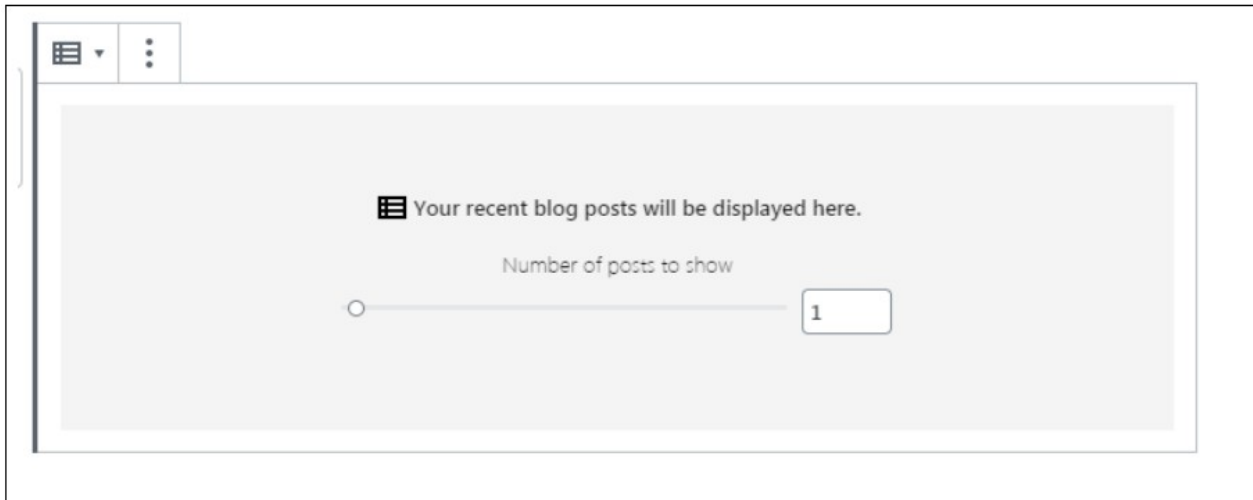 Your recent blog posts will be displayed here.
Number of posts to show
1